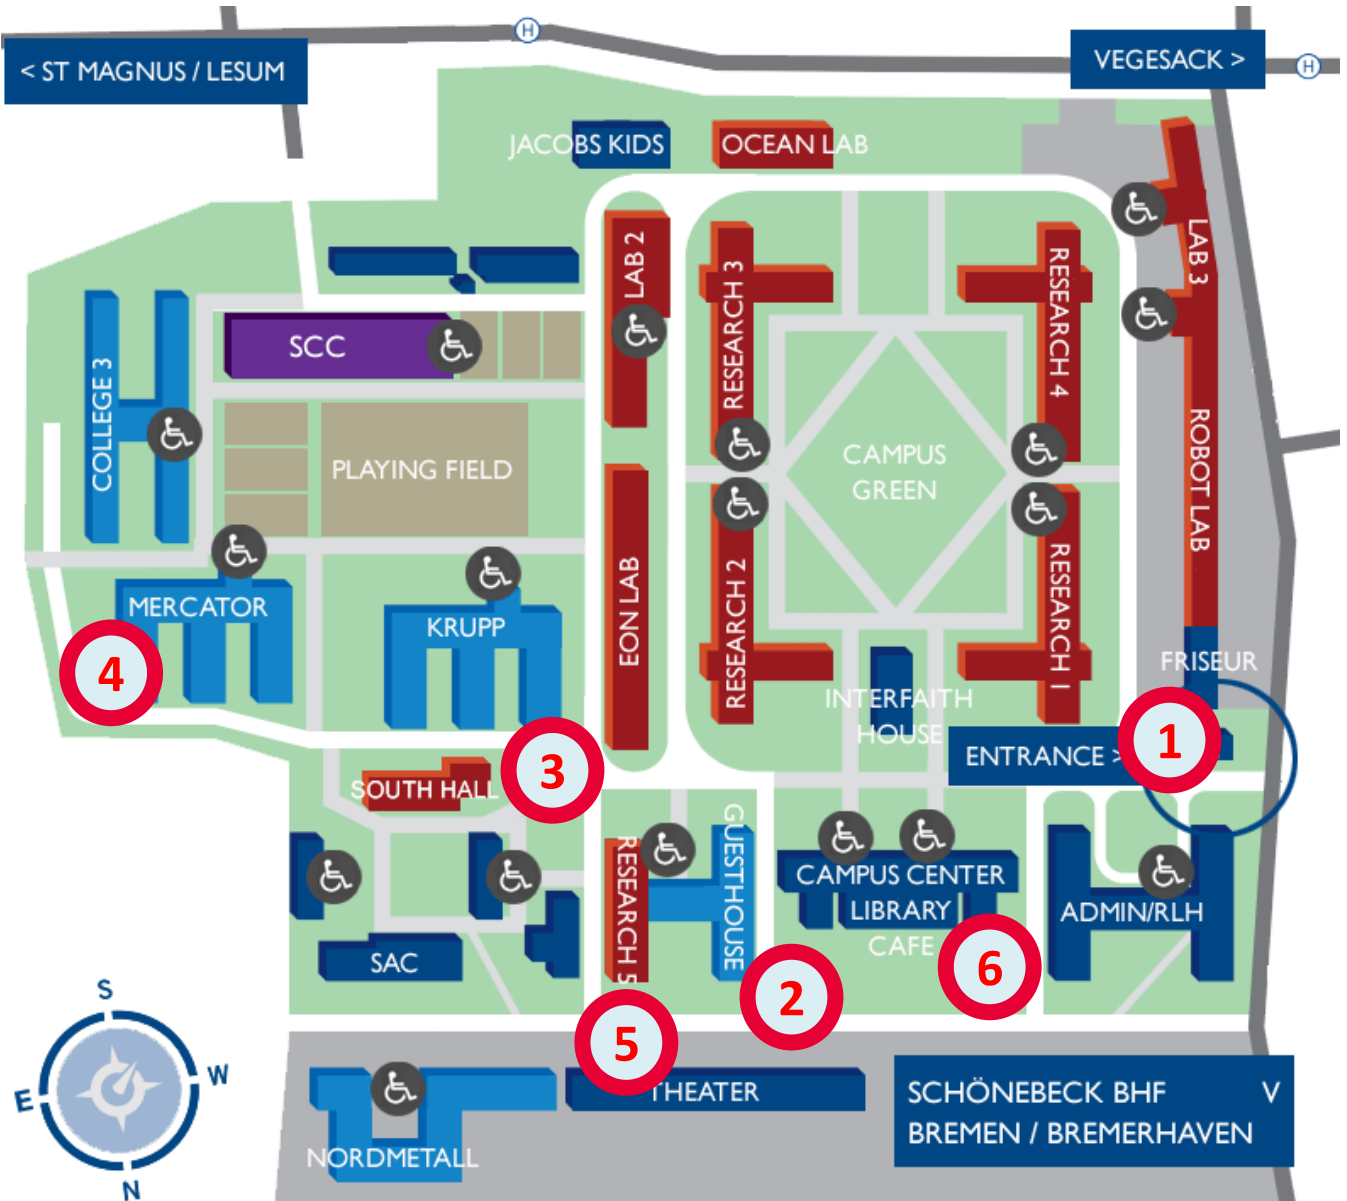 H
< ST MAGNUS / LESUM
VEGESACK >
H
JACOBS KIDS
OCEAN LAB
LAB 2
RESEARCH 3
RESEARCH 4
LAB 3
SCC
COLLEGE 3
PLAYING FIELD
CAMPUS
GREEN
ROBOT LAB
MERCATOR
KRUPP
EON LAB
RESEARCH 2
RESEARCH 1
FRISEUR
4
INTERFAITH
HOUSE
ENTRANCE >
1
3
SOUTH HALL
RESEARCH 5
GUESTHOUSE
CAMPUS CENTER
LIBRARY
CAFE
ADMIN/RLH
SAC
6
2
5
S
W
E
N
THEATER
NORDMETALL
SCHÖNEBECK BHF V
BREMEN / BREMERHAVEN